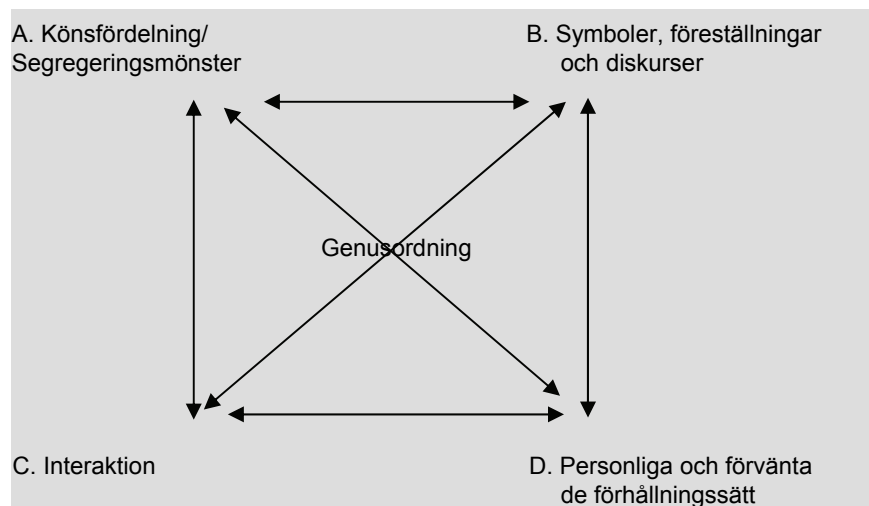 A. Könsfördelning/
Segregeringsmönster
B. Symboler, föreställningar
och diskurser
Genusordning
C. Interaktion
D. Personliga och förvänta
de förhållningssätt